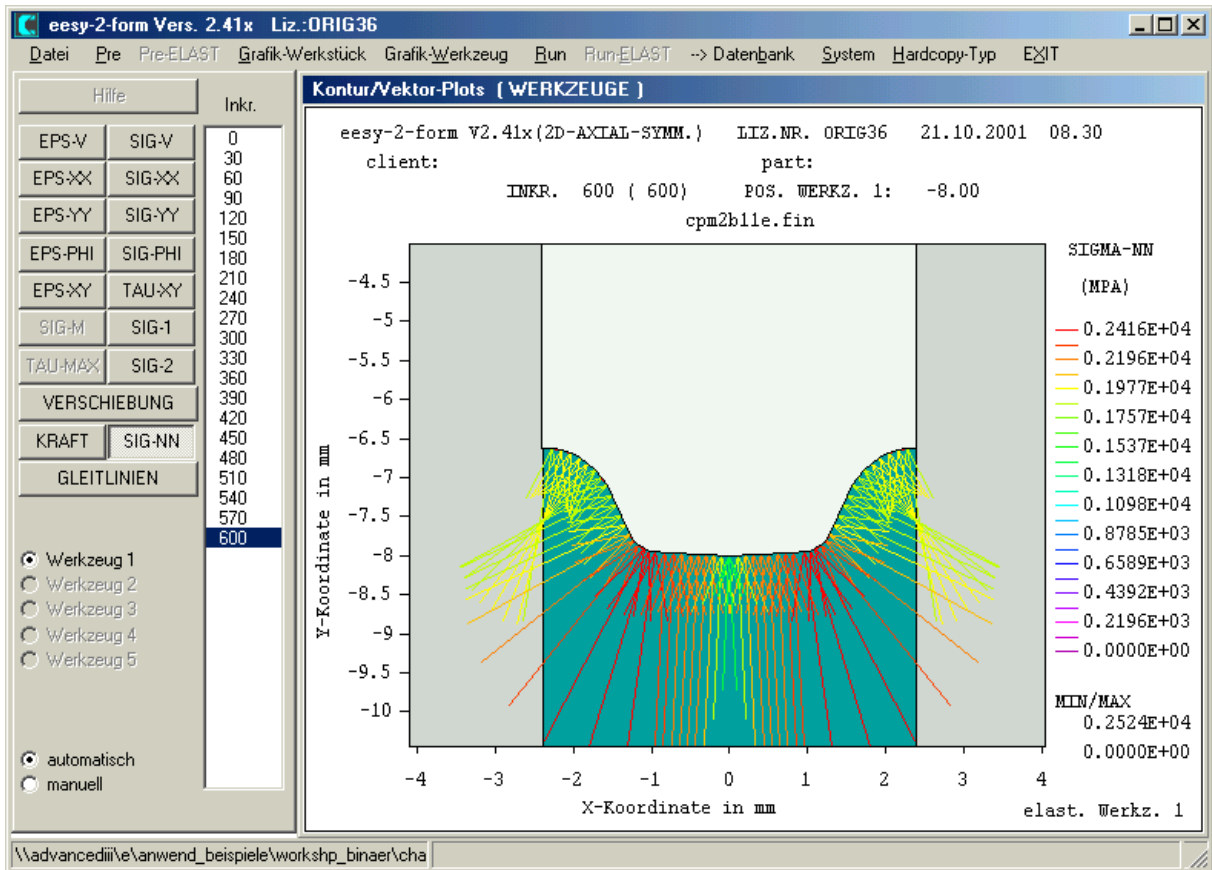 eesy-2-form Vers. 2.41x Liz.:ORIG36
Datei Pre Pre-ELAST Grafik-Werkstück Grafik-Werkzeug Run Run-ELAST --> Datenbank System Hardcopy-Typ EXIT
Hilfe
EPS-V SIG-V
EPS-XX SIG-XX
EPS-YY SIG-YY
EPS-PHI SIG-PHI
EPS-XY TAU-XY
SIG-M SIG-1
TAU-MAX SIG-2
VERSCHIEBUNG
KRAFT SIG-NN
GLEITLINIEN
Werkzeug 1
Werkzeug 2
Werkzeug 3
Werkzeug 4
Werkzeug 5
automatisch
manuell
Inkr.
0
30
60
90
120
150
180
210
240
270
300
330
360
390
420
450
480
510
540
570
600
Kontur/Vektor-Plots ( WERKZEUGE )
eesy-2-form V2.41x(2D-AXIAL-SYMM.) LIZ.NR. ORIG36 21.10.2001 08.30
client: part:
INKR. 600 ( 600) POS. WERKZ. 1: -8.00
cpm2b11e.fin
Y-Koordinate in mm
-4.5
-5
-5.5
-6
-6.5
-7
-7.5
-8
-8.5
-9
-9.5
-10
-4 -3 -2 -1 0 1 2 3 4
X-Koordinate in mm
SIGMA-NN
(MPA)
0.2416E+04
0.2196E+04
0.1977E+04
0.1757E+04
0.1537E+04
0.1318E+04
0.1098E+04
0.8785E+03
0.6589E+03
0.4392E+03
0.2196E+03
0.0000E+00
MIN/MAX
0.2524E+04
0.0000E+00
elast. Werkz. 1
\\advancediii\e\anwend_beispiele\workshp_binaer\cha